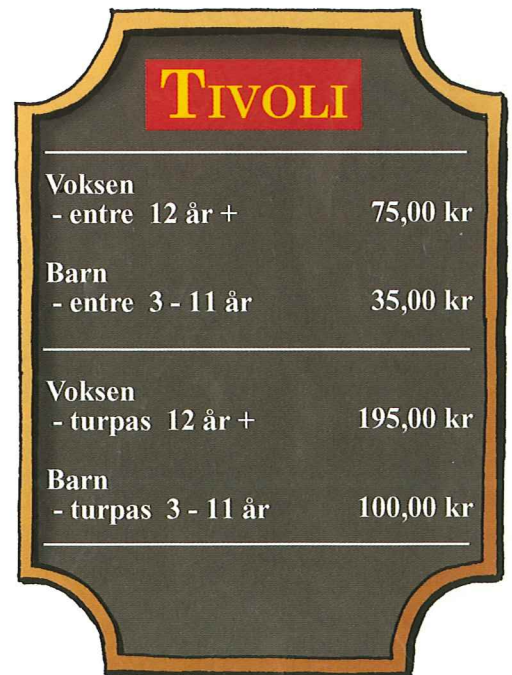 TIVOLI
Voksen
- entre 12 år + 75,00 kr
Barn
- entre 3 - 11 år 35,00 kr
Voksen
- turpas 12 år + 195,00 kr
Barn
- turpas 3 - 11 år 100,00 kr